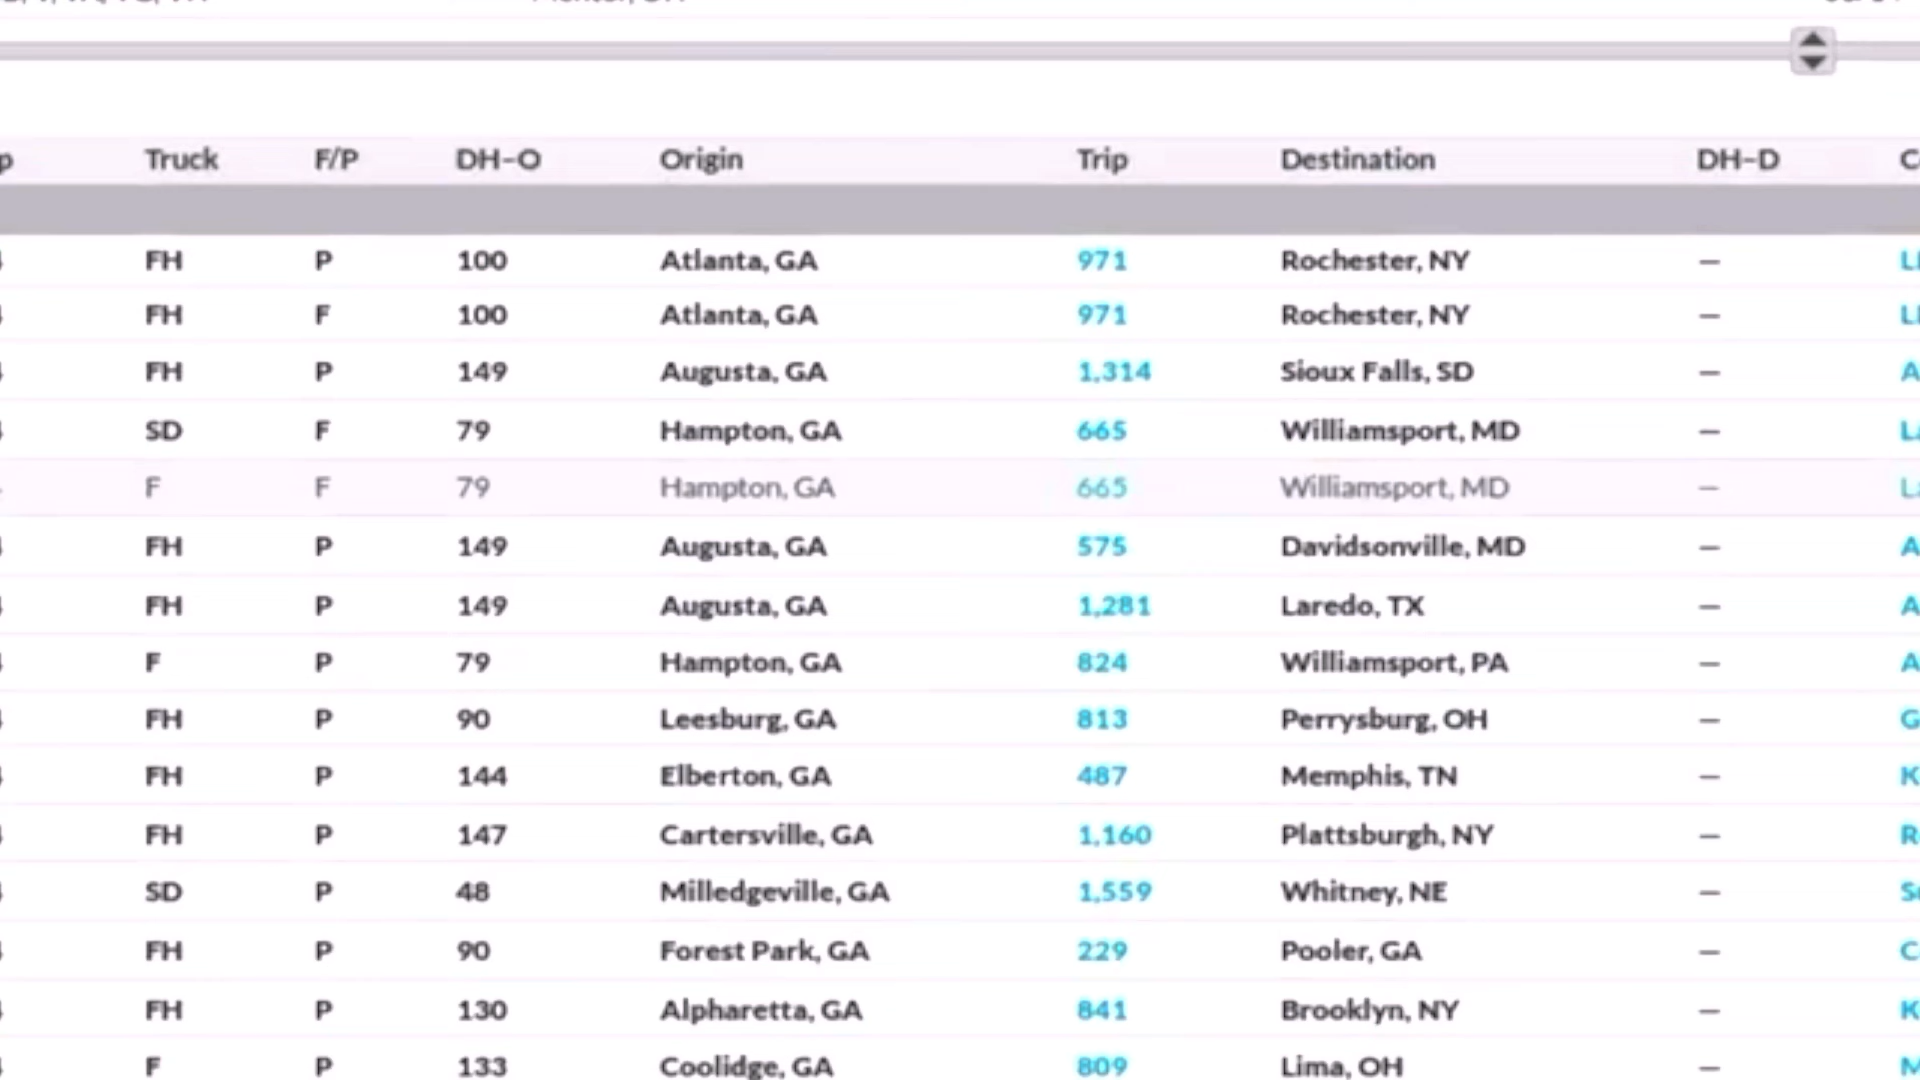 Truck F/P DH-O Origin Trip Destination DH-D
FH P 100 Atlanta, GA 971 Rochester, NY –
FH F 100 Atlanta, GA 971 Rochester, NY –
FH P 149 Augusta, GA 1,314 Sioux Falls, SD –
SD F 79 Hampton, GA 665 Williamsport, MD –
F F 79 Hampton, GA 665 Williamsport, MD –
FH P 149 Augusta, GA 575 Davidsonville, MD –
FH P 149 Augusta, GA 1,281 Laredo, TX –
F P 79 Hampton, GA 824 Williamsport, PA –
FH P 90 Leesburg, GA 813 Perrysburg, OH –
FH P 144 Elberton, GA 487 Memphis, TN –
FH P 147 Cartersville, GA 1,160 Plattsburgh, NY –
SD P 48 Milledgeville, GA 1,559 Whitney, NE –
FH P 90 Forest Park, GA 229 Pooler, GA –
FH P 130 Alpharetta, GA 841 Brooklyn, NY –
F P 133 Coolidge, GA 809 Lima, OH –